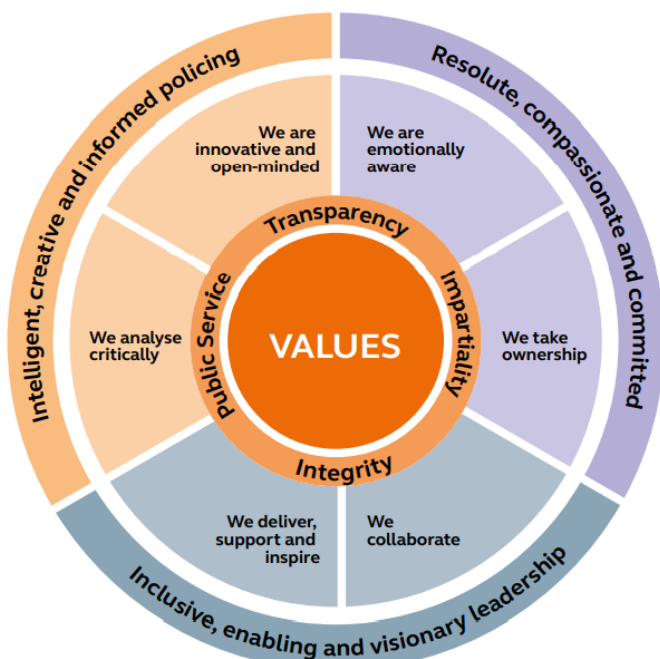 Intelligent, creative and informed policing
Resolute, compassionate and committed
We are
innovative and
open-minded
We are
emotionally
aware
Transparency
Public Service
Impartiality
We analyse
critically
VALUES
We take
ownership
Integrity
We deliver,
support and
inspire
We
collaborate
Inclusive, enabling and visionary leadership